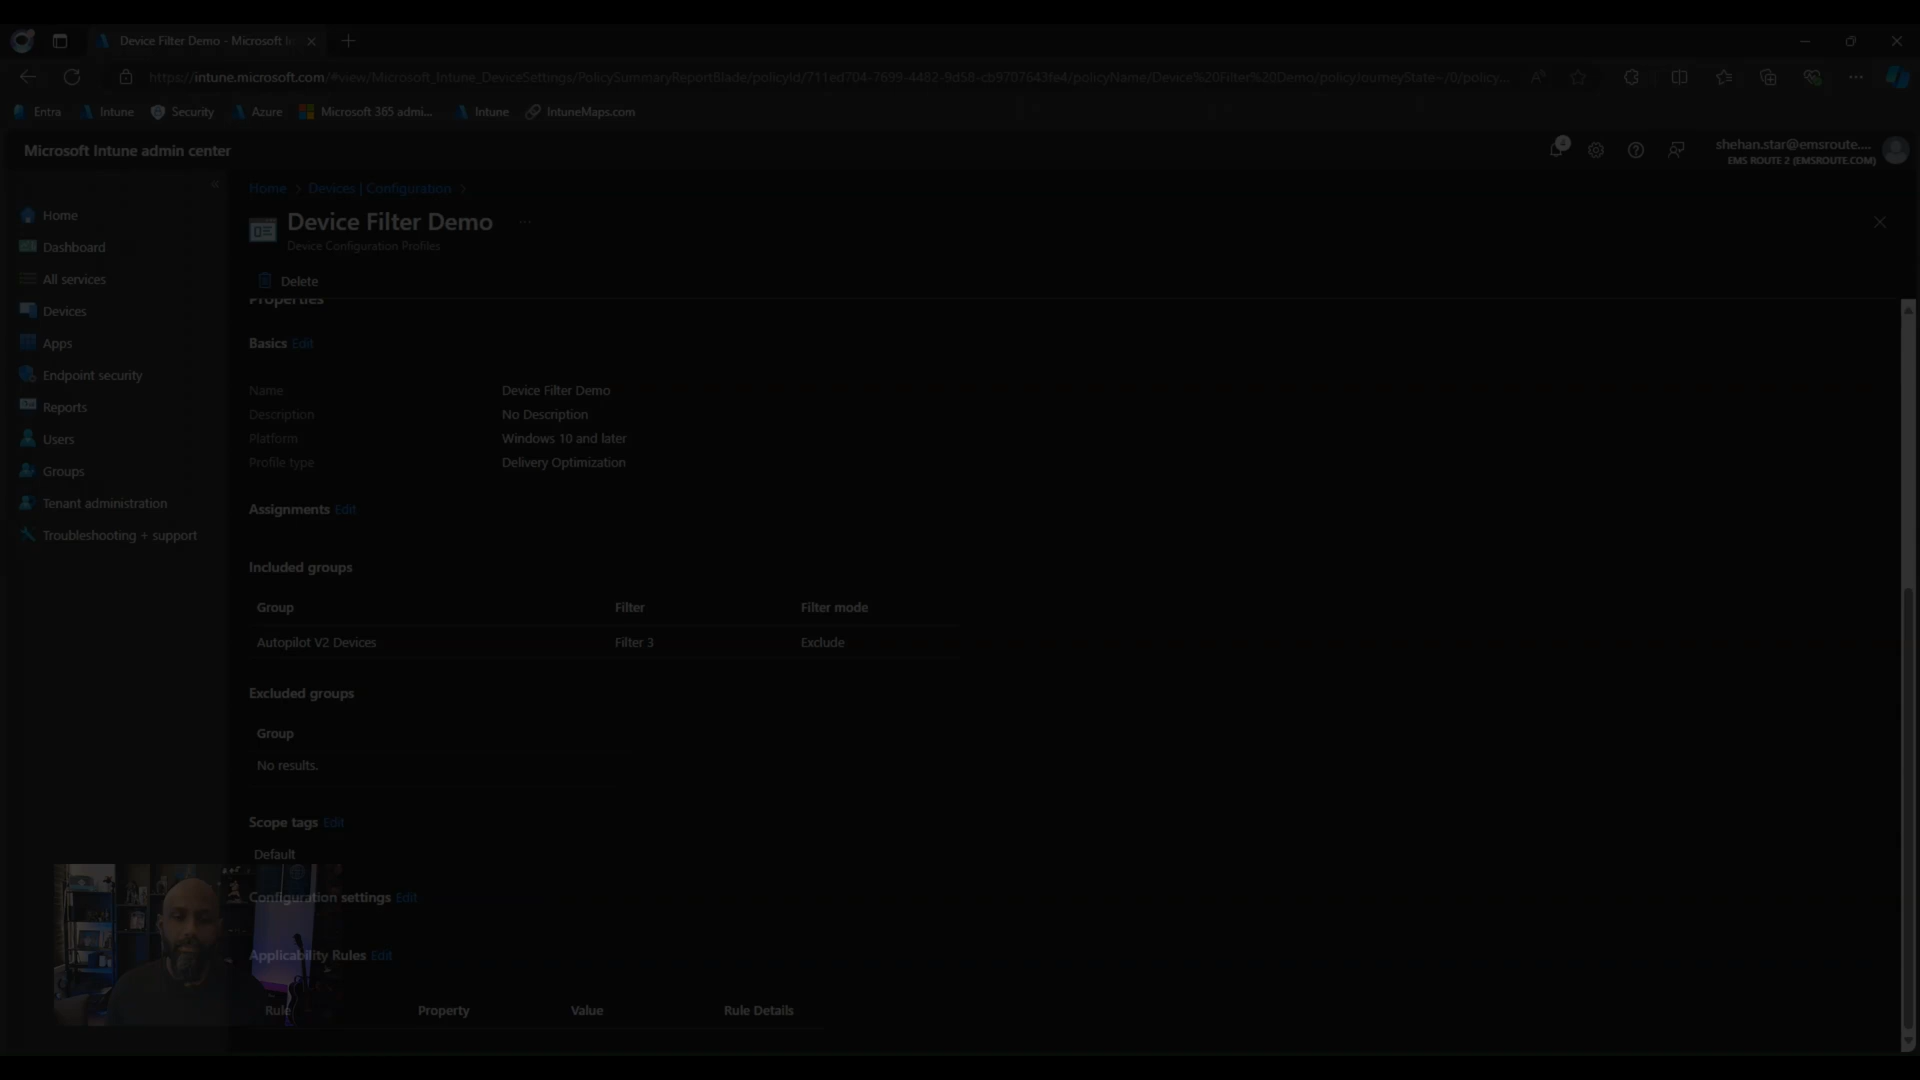 Device Filter Demo - Microsoft In
https://intune.microsoft.com/#view/Microsoft_Intune_DeviceSettings/PolicySummaryReportBlade/policyId/711ed704-7699-4482-9d58-cb9707643fe4/policyName/Device%20Filter%20Demo/policyJourneyState~/0/policy...
Entra Intune Security Azure Microsoft 365 admi... Intune IntuneMaps.com
Microsoft Intune admin center
2
shehan.star@emsroute....
EMS ROUTE 2 (EMSROUTE.COM)
Home
Dashboard
All services
Devices
Apps
Endpoint security
Reports
Users
Groups
Tenant administration
Troubleshooting + support
Home > Devices | Configuration >
Device Filter Demo ...
Device Configuration Profiles
Delete
Properties
Basics Edit
Name Device Filter Demo
Description No Description
Platform Windows 10 and later
Profile type Delivery Optimization
Assignments Edit
Included groups
Group Filter Filter mode
Autopilot V2 Devices Filter 3 Exclude
Excluded groups
Group
No results.
Scope tags Edit
Default
Configuration settings Edit
Applicability Rules Edit
Rule Property Value Rule Details